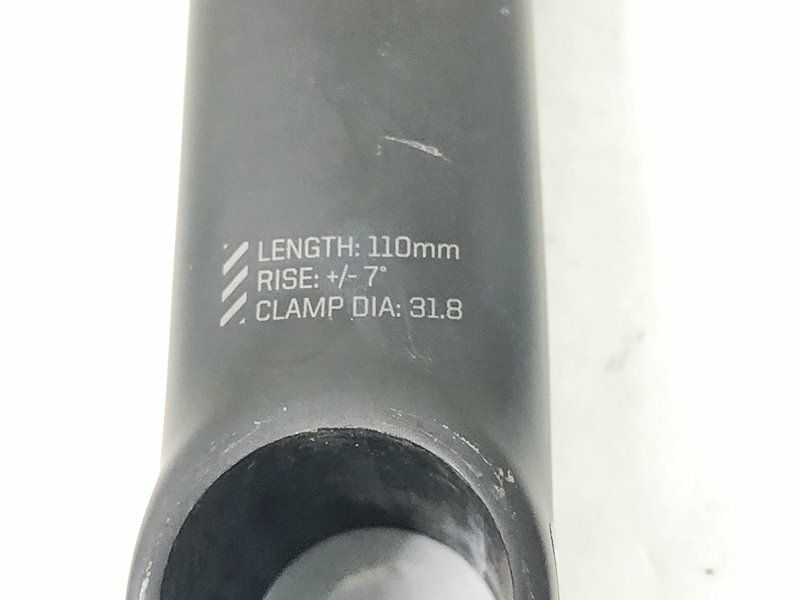 LENGTH: 110mm
RISE: +/- 7°
CLAMP DIA: 31.8